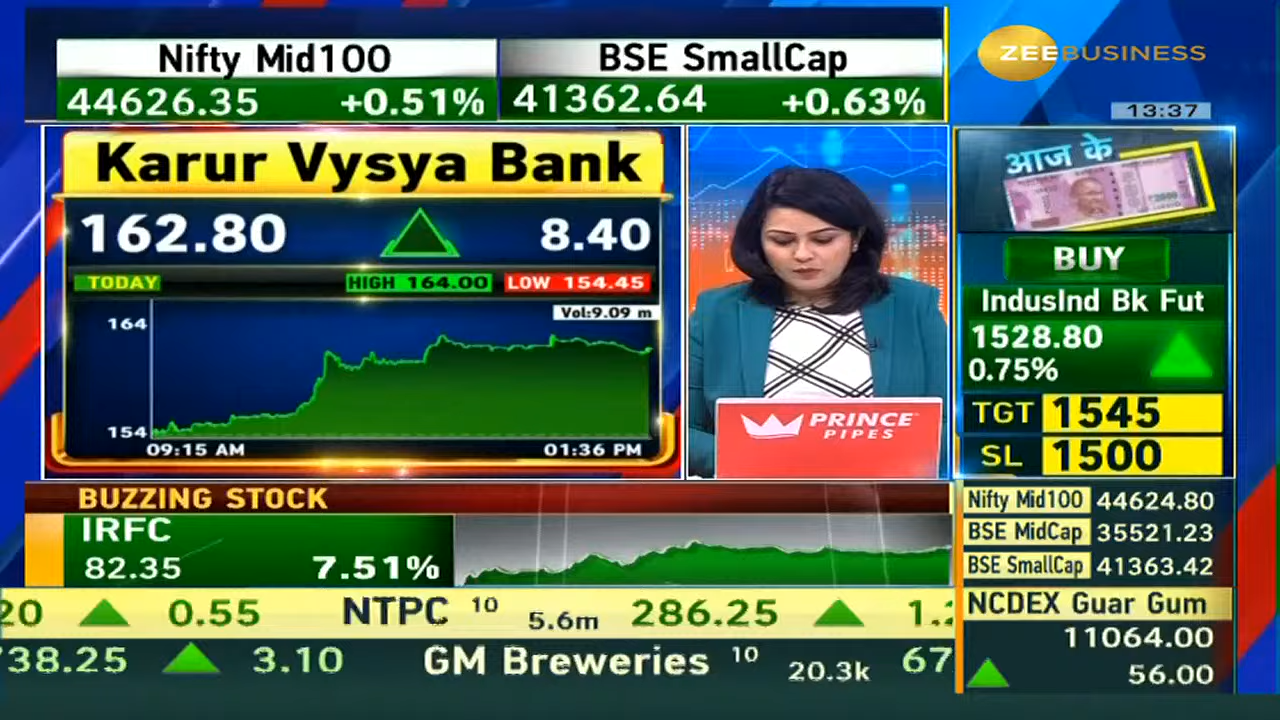 Nifty Mid100
44626.35 +0.51%
BSE SmallCap
41362.64 +0.63%
ZEEBUSINESS
13:37
Karur Vysya Bank
162.80 8.40
TODAY HIGH 164.00 LOW 154.45
Vol:9.09 m
164
154
09:15 AM 01:36 PM
PRINCE
PIPES
आज के
BUY
IndusInd Bk Fut
1528.80
0.75%
TGT 1545
SL 1500
BUZZING STOCK
IRFC
82.35 7.51%
Nifty Mid100 44624.80
BSE MidCap 35521.23
BSE SmallCap 41363.42
NCDEX Guar Gum
11064.00
56.00
20 0.55 NTPC 10 5.6m 286.25 1.2
738.25 3.10 GM Breweries 10 20.3k 67